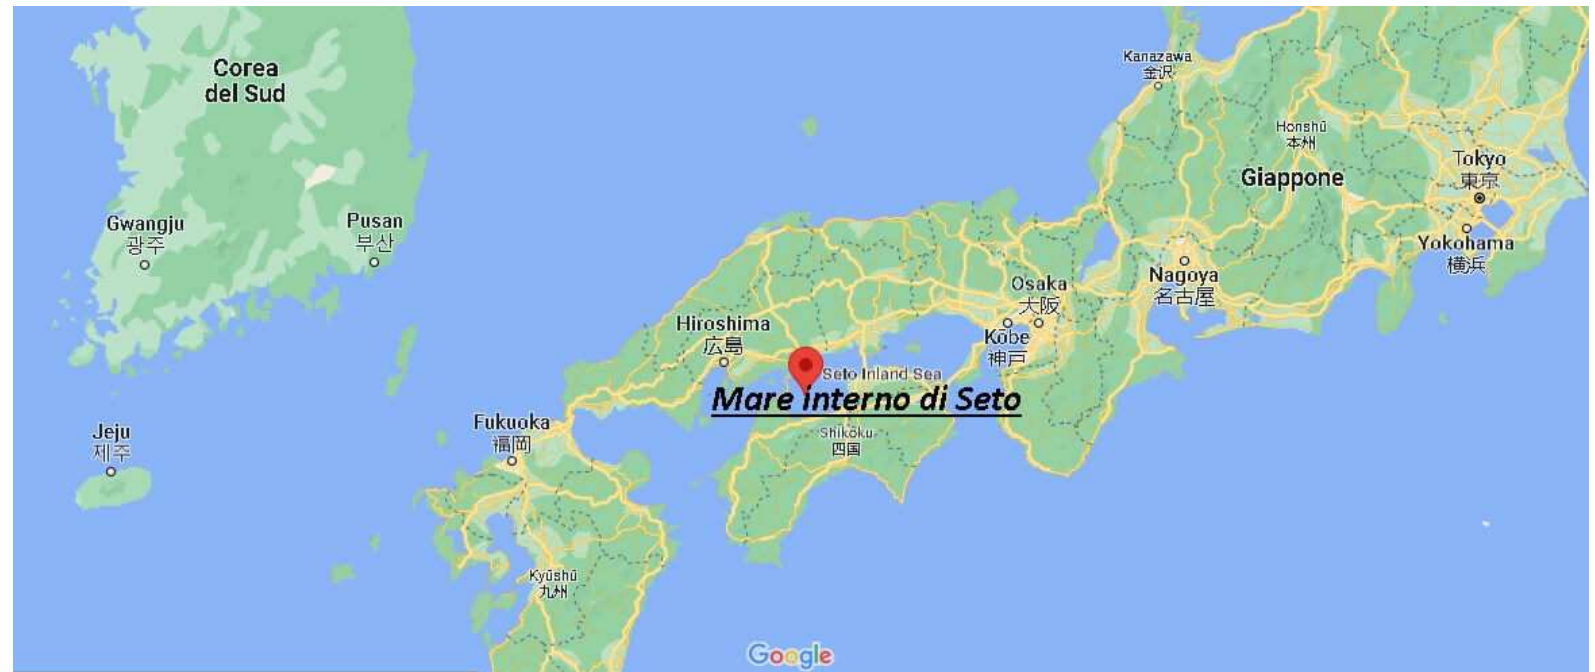 Kanazawa
金沢
Corea
del Sud
Honshū
本州
Tokyo
東京
Giappone
Gwangju
광주
Pusan
부산
Yokohama
横浜
Nagoya
名古屋
Osaka
大阪
Hiroshima
広島
Kōbe
神戸
Seto Inland Sea
Mare interno di Seto
Fukuoka
福岡
Jeju
제주
Shikoku
四国
Kyūshū
九州
Google